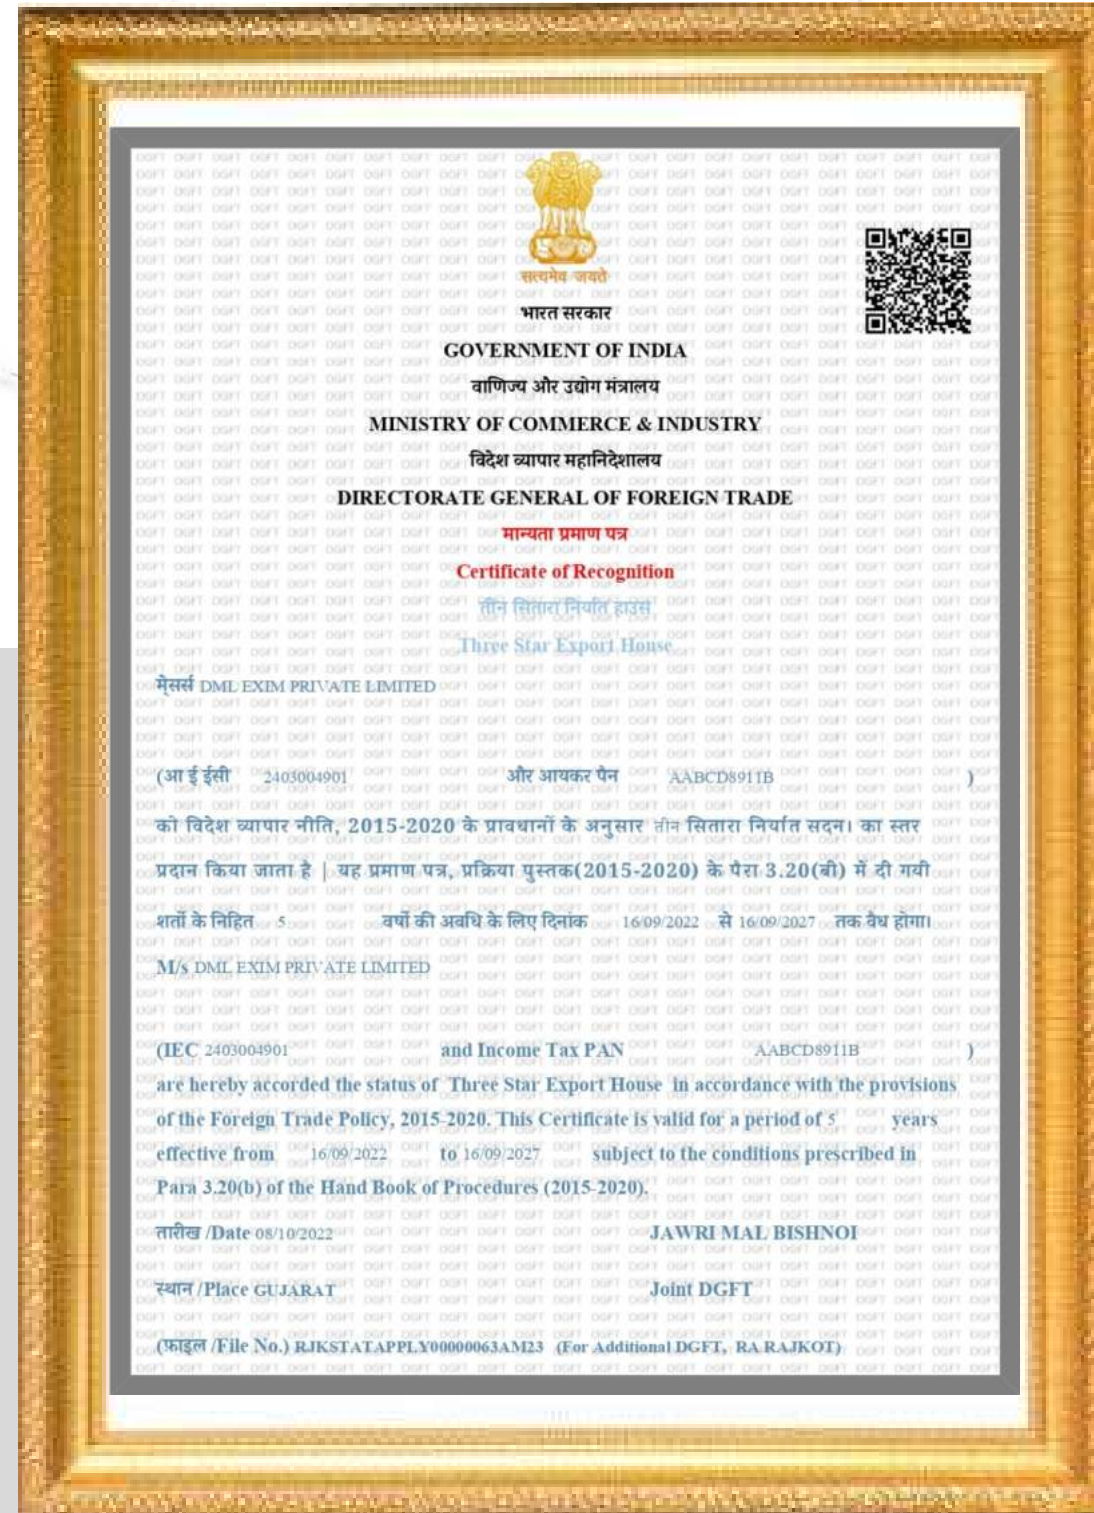 सत्यमेव जयते
भारत सरकार
GOVERNMENT OF INDIA
वाणिज्य और उद्योग मंत्रालय
MINISTRY OF COMMERCE & INDUSTRY
विदेश व्यापार महानिदेशालय
DIRECTORATE GENERAL OF FOREIGN TRADE
मान्यता प्रमाण पत्र
Certificate of Recognition
तीन सितारा निर्यात हाउस
Three Star Export House
मैसर्स DML EXIM PRIVATE LIMITED
(आ ई ईसी 2403004901 और आयकर पैन AABCD8911B )
को विदेश व्यापार नीति, 2015-2020 के प्रावधानों के अनुसार तीन सितारा निर्यात सदन। का स्तर
प्रदान किया जाता है | यह प्रमाण पत्र, प्रक्रिया पुस्तक(2015-2020) के पैरा 3.20(बी) में दी गयी
शर्तो के निहित 5 वर्षो की अवधि के लिए दिनांक 16/09/2022 से 16/09/2027 तक वैध होगा।
M/s DML EXIM PRIVATE LIMITED
(IEC 2403004901 and Income Tax PAN AABCD8911B )
are hereby accorded the status of Three Star Export House in accordance with the provisions
of the Foreign Trade Policy, 2015-2020. This Certificate is valid for a period of 5 years
effective from 16/09/2022 to 16/09/2027 subject to the conditions prescribed in
Para 3.20(b) of the Hand Book of Procedures (2015-2020).
तारीख /Date 08/10/2022 JAWRI MAL BISHNOI
स्थान /Place GUJARAT Joint DGFT
(फ़ाइल /File No.) RJKSTATAPPLY00000063AM23 (For Additional DGFT, RA RAJKOT)